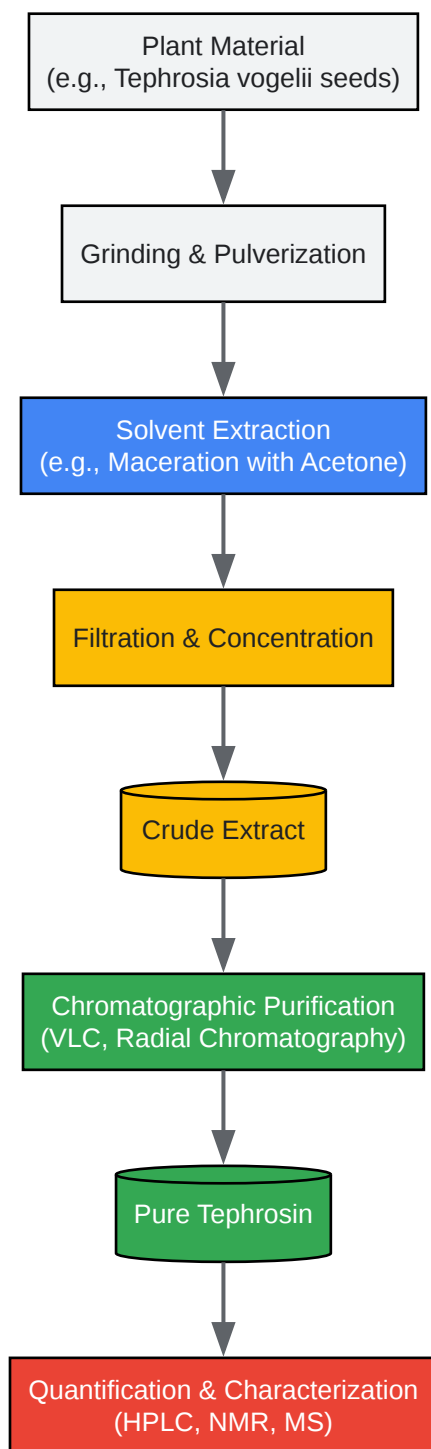 Plant Material
(e.g., Tephrosia vogelii seeds)
Grinding & Pulverization
Solvent Extraction
(e.g., Maceration with Acetone)
Filtration & Concentration
Crude Extract
Chromatographic Purification
(VLC, Radial Chromatography)
Pure Tephrosin
Quantification & Characterization
(HPLC, NMR, MS)